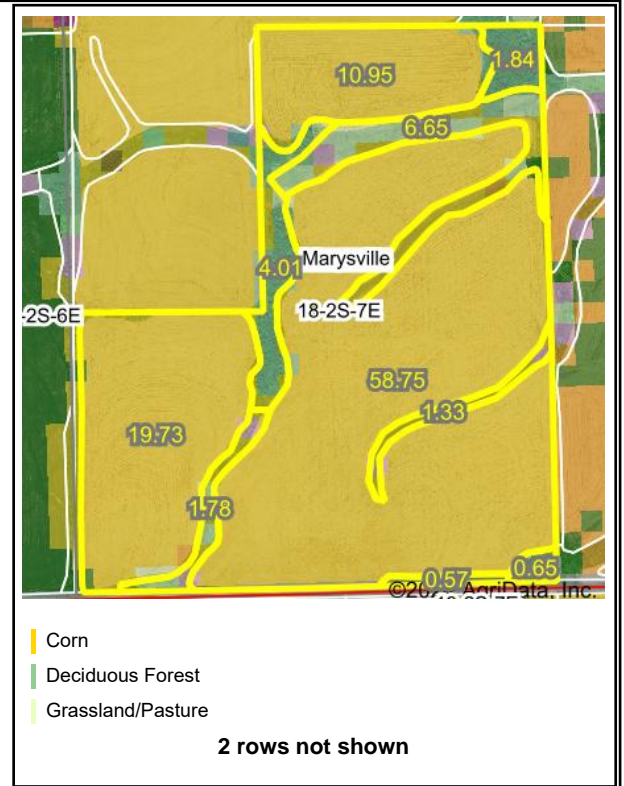 10.95
1.84
6.65
Marysville
4.01
-2S-6E
18-2S-7E
58.75
1.33
19.73
1.78
0.57
0.65
AgriData, Inc.
Corn
Deciduous Forest
Grassland/Pasture
2 rows not shown